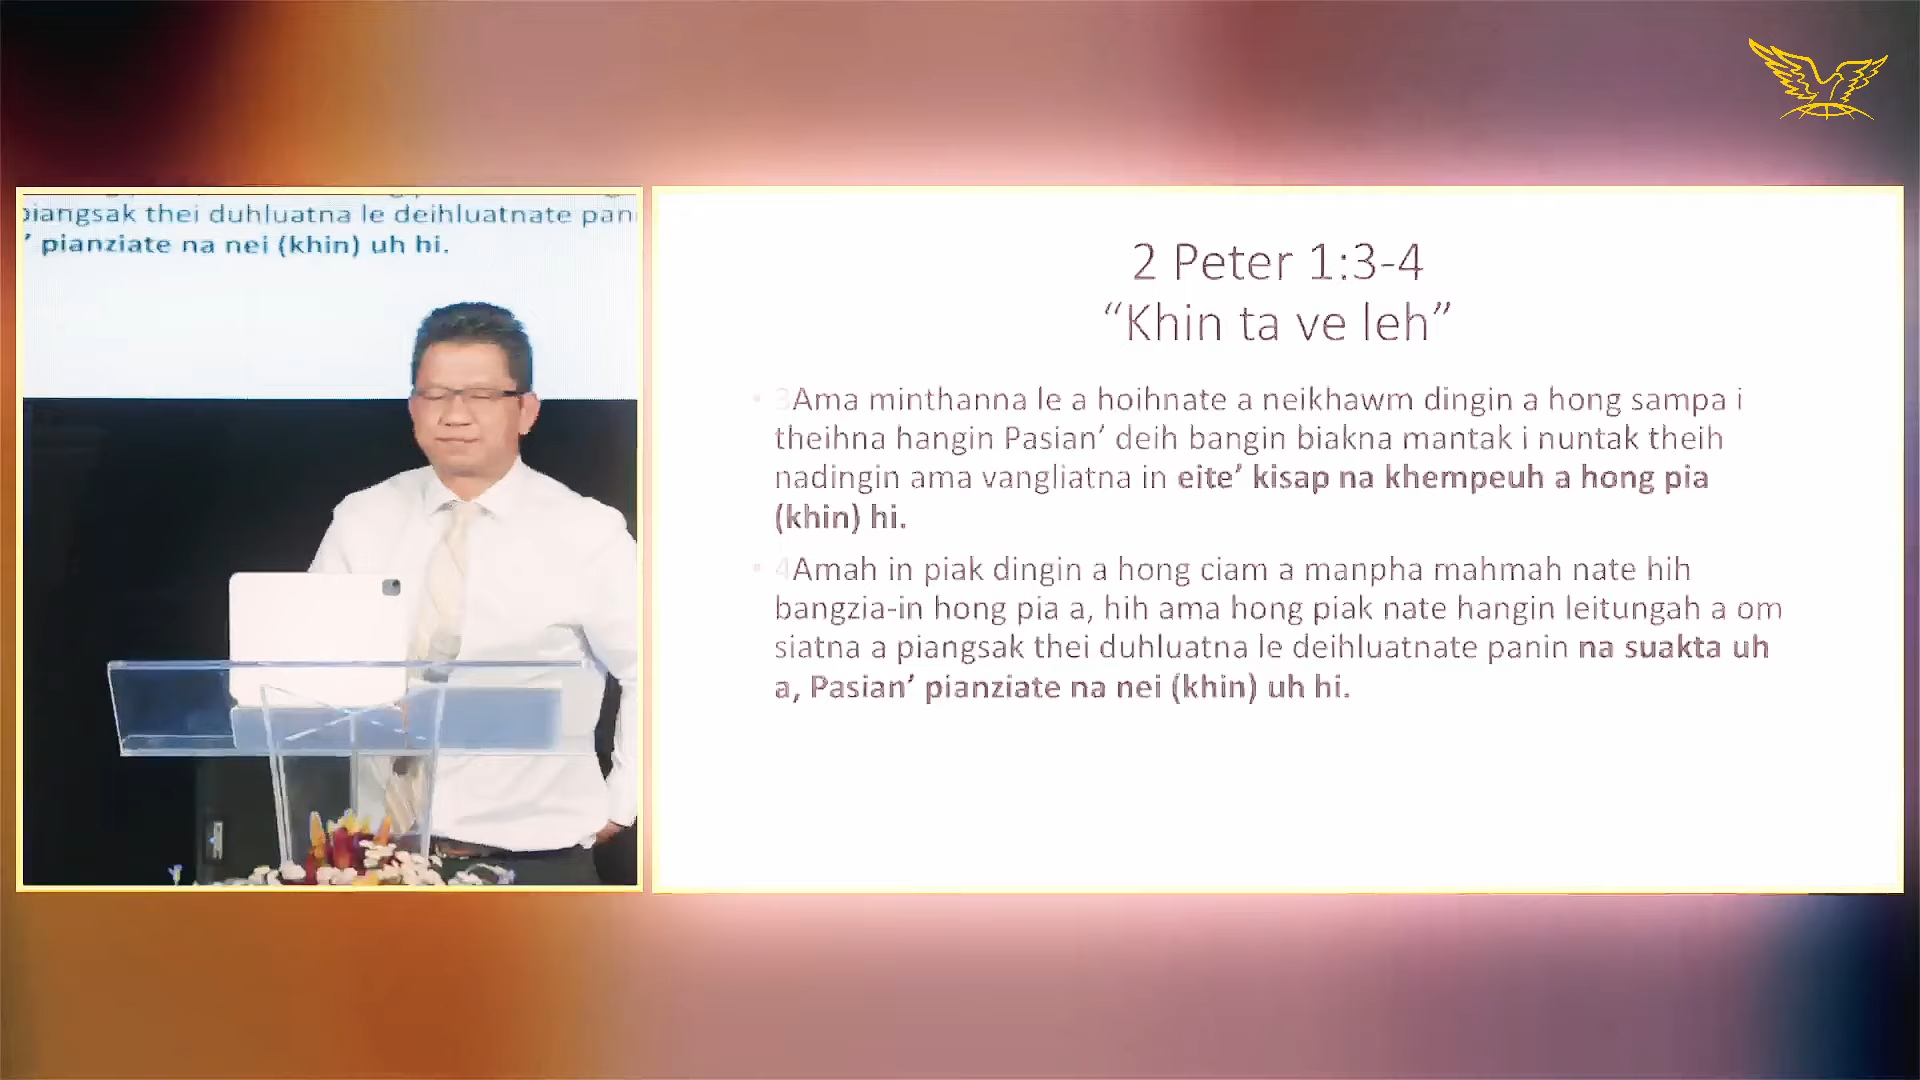 piangsak thei duhluatna le deihluatnate pan
’ pianziate na nei (khin) uh hi.
2 Peter 1:3-4
“Khin ta ve leh”
• 3Ama minthanna le a hoihnate a neikhawm dingin a hong sampa i
theihna hangin Pasian’ deih bangin biakna mantak i nuntak theih
nadingin ama vangliatna in eite’ kisap na khempeuh a hong pia
(khin) hi.
• 4Amah in piak dingin a hong ciam a manpha mahmah nate hih
bangzia-in hong pia a, hih ama hong piak nate hangin leitungah a om
siatna a piangsak thei duhluatna le deihluatnate panin na suakta uh
a, Pasian’ pianziate na nei (khin) uh hi.